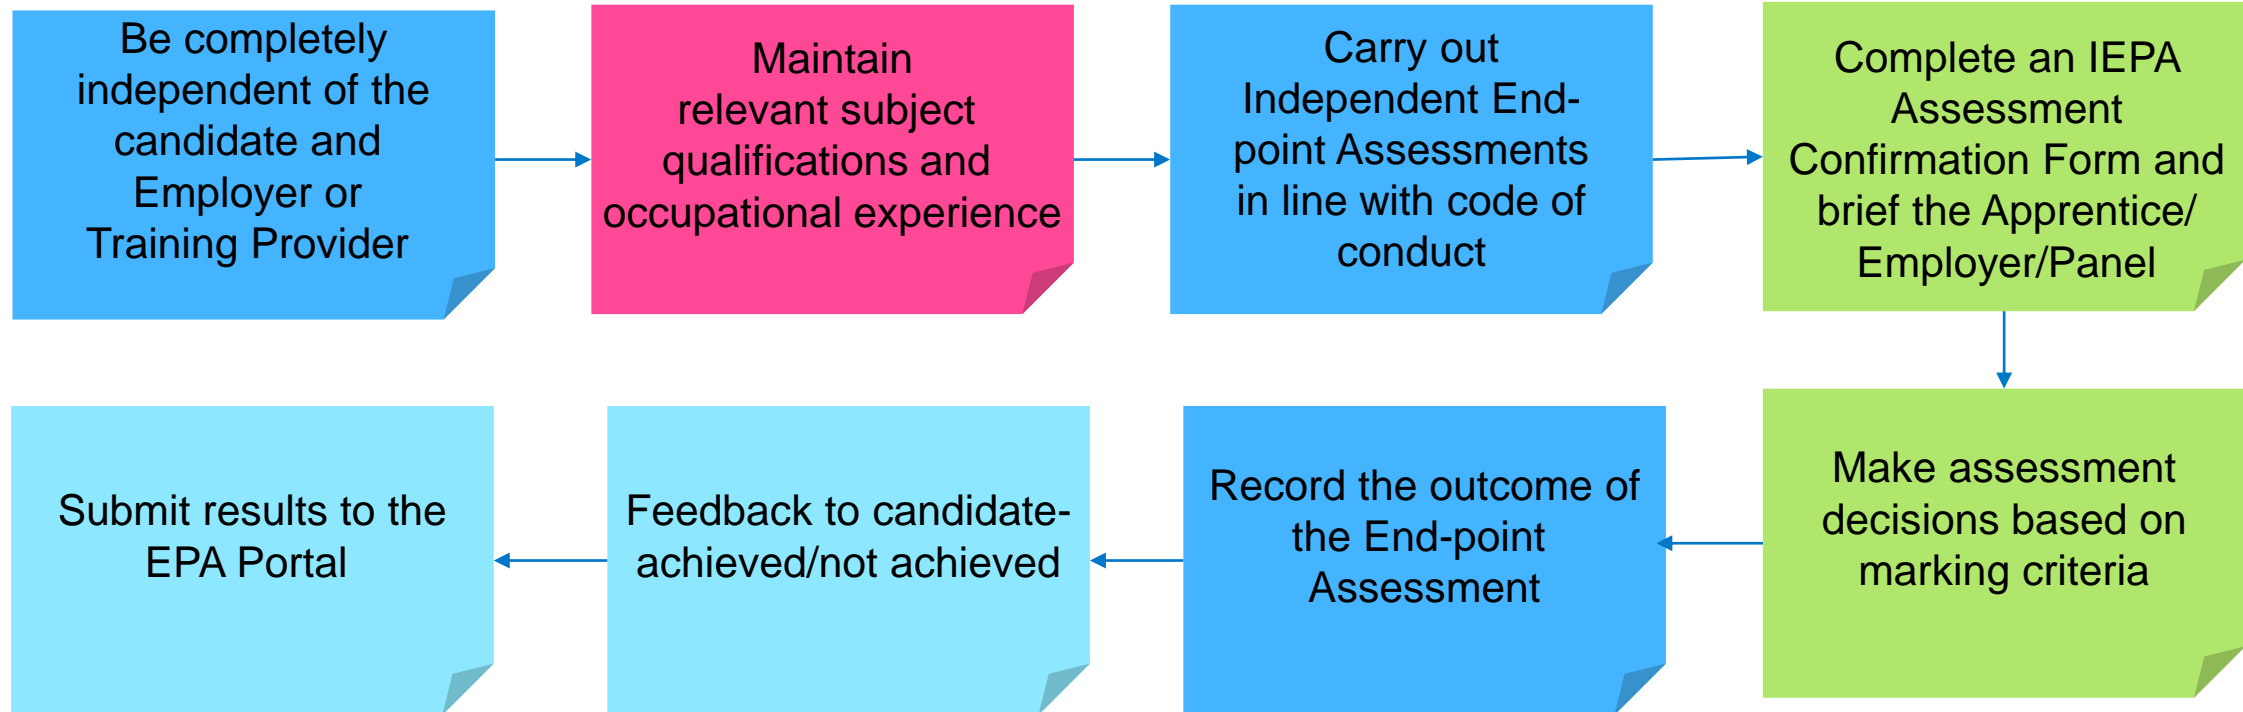 Be completely
independent of the
candidate and
Employer or
Training Provider
Maintain
relevant subject
qualifications and
occupational experience
Carry out
Independent End-
point Assessments
in line with code of
conduct
Complete an IEPA
Assessment
Confirmation Form and
brief the Apprentice/
Employer/Panel
Make assessment
decisions based on
marking criteria
Record the outcome of
the End-point
Assessment
Feedback to candidate-
achieved/not achieved
Submit results to the
EPA Portal